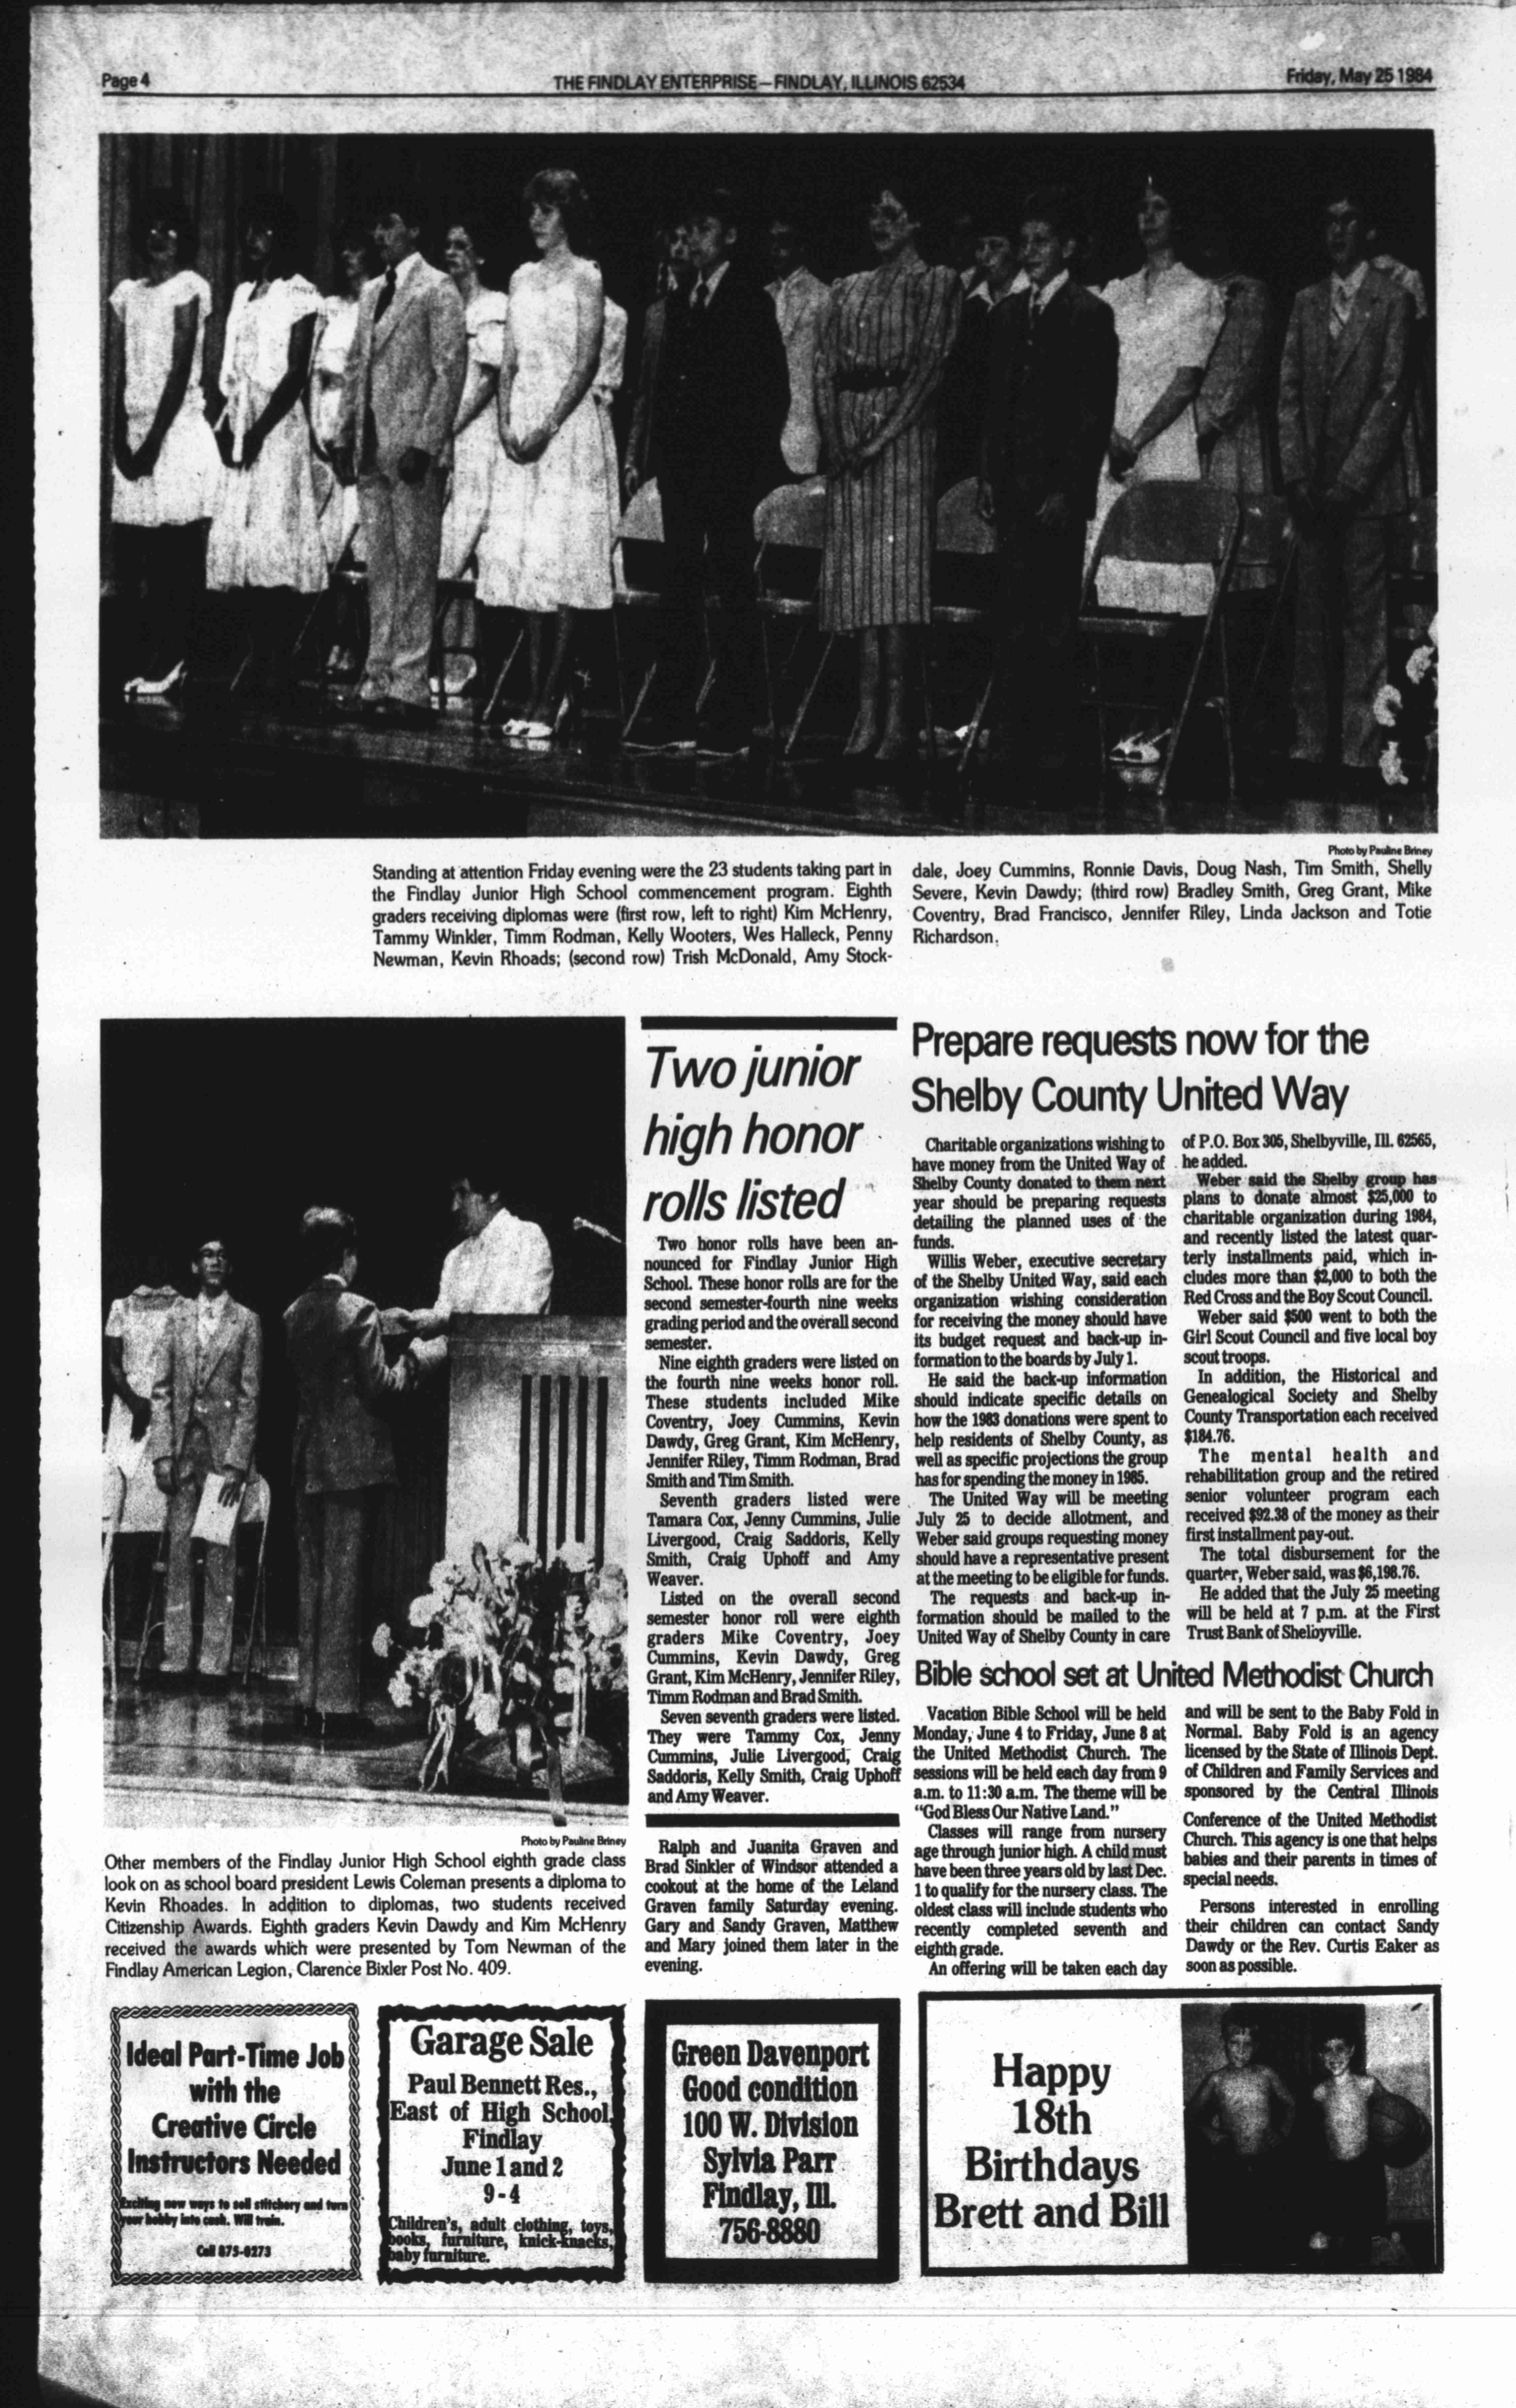 Page 4
THE FINDLAY ENTERPRISE—FINDLAY, ILLINOIS 62534
Friday, May 25 1984
Photo by Pauline Briney
Standing at attention Friday evening were the 23 students taking part in
the Findlay Junior High School commencement program. Eighth
graders receiving diplomas were (first row, left to right) Kim McHenry,
Tammy Winkler, Timm Rodman, Kelly Wooters, Wes Halleck, Penny
Newman, Kevin Rhoads; (second row) Trish McDonald, Amy Stock-
dale, Joey Cummins, Ronnie Davis, Doug Nash, Tim Smith, Shelly
Severe, Kevin Dawdy; (third row) Bradley Smith, Greg Grant, Mike
Coventry, Brad Francisco, Jennifer Riley, Linda Jackson and Totie
Richardson.
Photo by Pauline Briney
Other members of the Findlay Junior High School eighth grade class
look on as school board president Lewis Coleman presents a diploma to
Kevin Rhoades. In addition to diplomas, two students received
Citizenship Awards. Eighth graders Kevin Dawdy and Kim McHenry
received the awards which were presented by Tom Newman of the
Findlay American Legion, Clarence Bixler Post No. 409.
Two junior
high honor
rolls listed
Two honor rolls have been an-
nounced for Findlay Junior High
School. These honor rolls are for the
second semester-fourth nine weeks
grading period and the overall second
semester.
Nine eighth graders were listed on
the fourth nine weeks honor roll.
These students included Mike
Coventry, Joey Cummins, Kevin
Dawdy, Greg Grant, Kim McHenry,
Jennifer Riley, Timm Rodman, Brad
Smith and Tim Smith.
Seventh graders listed were
Tamara Cox, Jenny Cummins, Julie
Livergood, Craig Saddoris, Kelly
Smith, Craig Uphoff and Amy
Weaver.
Listed on the overall second
semester honor roll were eighth
graders Mike Coventry, Joey
Cummins, Kevin Dawdy, Greg
Grant, Kim McHenry, Jennifer Riley,
Timm Rodman and Brad Smith.
Seven seventh graders were listed.
They were Tammy Cox, Jenny
Cummins, Julie Livergood, Craig
Saddoris, Kelly Smith, Craig Uphoff
and Amy Weaver.
Ralph and Juanita Graven and
Brad Sinkler of Windsor attended a
cookout at the home of the Leland
Graven family Saturday evening.
Gary and Sandy Graven, Matthew
and Mary joined them later in the
evening.
Prepare requests now for the
Shelby County United Way
Charitable organizations wishing to
have money from the United Way of
Shelby County donated to them next
year should be preparing requests
detailing the planned uses of the
funds.
Willis Weber, executive secretary
of the Shelby United Way, said each
organization wishing consideration
for receiving the money should have
its budget request and back-up in-
formation to the boards by July 1.
He said the back-up information
should indicate specific details on
how the 1983 donations were spent to
help residents of Shelby County, as
well as specific projections the group
has for spending the money in 1985.
The United Way will be meeting
July 25 to decide allotment, and
Weber said groups requesting money
should have a representative present
at the meeting to be eligible for funds.
The requests and back-up in-
formation should be mailed to the
United Way of Shelby County in care
of P.O. Box 305, Shelbyville, Ill. 62565,
he added.
Weber said the Shelby group has
plans to donate almost $25,000 to
charitable organization during 1984,
and recently listed the latest quar-
terly installments paid, which in-
cludes more than $2,000 to both the
Red Cross and the Boy Scout Council.
Weber said $500 went to both the
Girl Scout Council and five local boy
scout troops.
In addition, the Historical and
Genealogical Society and Shelby
County Transportation each received
$184.76.
The mental health and
rehabilitation group and the retired
senior volunteer program each
received $92.38 of the money as their
first installment pay-out.
The total disbursement for the
quarter, Weber said, was $6,198.76.
He added that the July 25 meeting
will be held at 7 p.m. at the First
Trust Bank of Shelbyville.
Bible school set at United Methodist Church
Vacation Bible School will be held
Monday, June 4 to Friday, June 8 at
the United Methodist Church. The
sessions will be held each day from 9
a.m. to 11:30 a.m. The theme will be
"God Bless Our Native Land."
Classes will range from nursery
age through junior high. A child must
have been three years old by last Dec.
1 to qualify for the nursery class. The
oldest class will include students who
recently completed seventh and
eighth grade.
An offering will be taken each day
and will be sent to the Baby Fold in
Normal. Baby Fold is an agency
licensed by the State of Illinois Dept.
of Children and Family Services and
sponsored by the Central Illinois
Conference of the United Methodist
Church. This agency is one that helps
babies and their parents in times of
special needs.
Persons interested in enrolling
their children can contact Sandy
Dawdy or the Rev. Curtis Eaker as
soon as possible.
Ideal Part-Time Job
with the
Creative Circle
Instructors Needed
Exciting new ways to sell stitchery and turn
your hobby into cash. Will train.
Call 875-0273
Garage Sale
Paul Bennett Res.,
East of High School
Findlay
June 1 and 2
9-4
Children's, adult clothing, toys,
books, furniture, knick-knacks,
baby furniture.
Green Davenport
Good condition
100 W. Division
Sylvia Parr
Findlay, Ill.
756-8880
Happy
18th
Birthdays
Brett and Bill